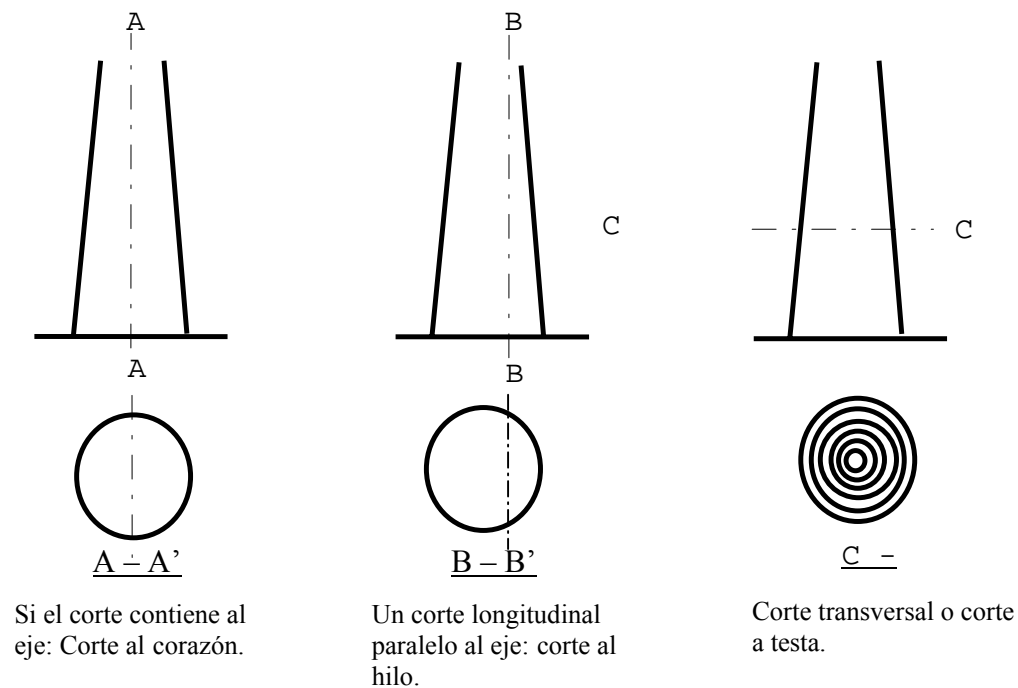 A
A
A – A’
Si el corte contiene al
eje: Corte al corazón.
B
C
B
B – B’
Un corte longitudinal
paralelo al eje: corte al
hilo.
C
C -
Corte transversal o corte
a testa.